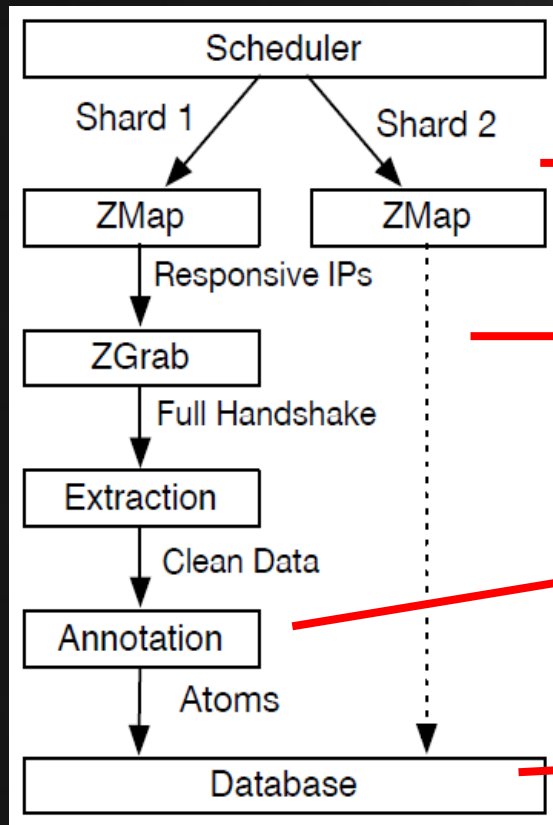 Scheduler
Shard 1
Shard 2
ZMap
ZMap
Responsive IPs
ZGrab
Full Handshake
Extraction
Clean Data
Annotation
Atoms
Database